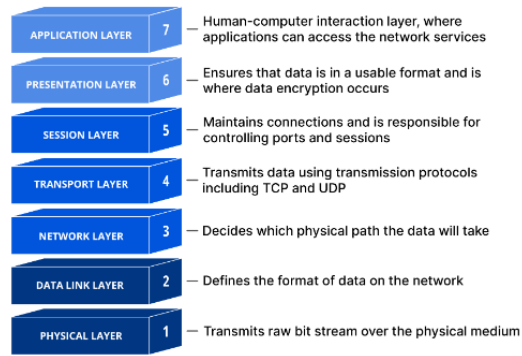 APPLICATION LAYER 7
Human-computer interaction layer, where
applications can access the network services
PRESENTATION LAYER 6
Ensures that data is in a usable format and is
where data encryption occurs
SESSION LAYER 5
Maintains connections and is responsible for
controlling ports and sessions
TRANSPORT LAYER 4
Transmits data using transmission protocols
including TCP and UDP
NETWORK LAYER 3
Decides which physical path the data will take
DATA LINK LAYER 2
Defines the format of data on the network
PHYSICAL LAYER 1
Transmits raw bit stream over the physical medium